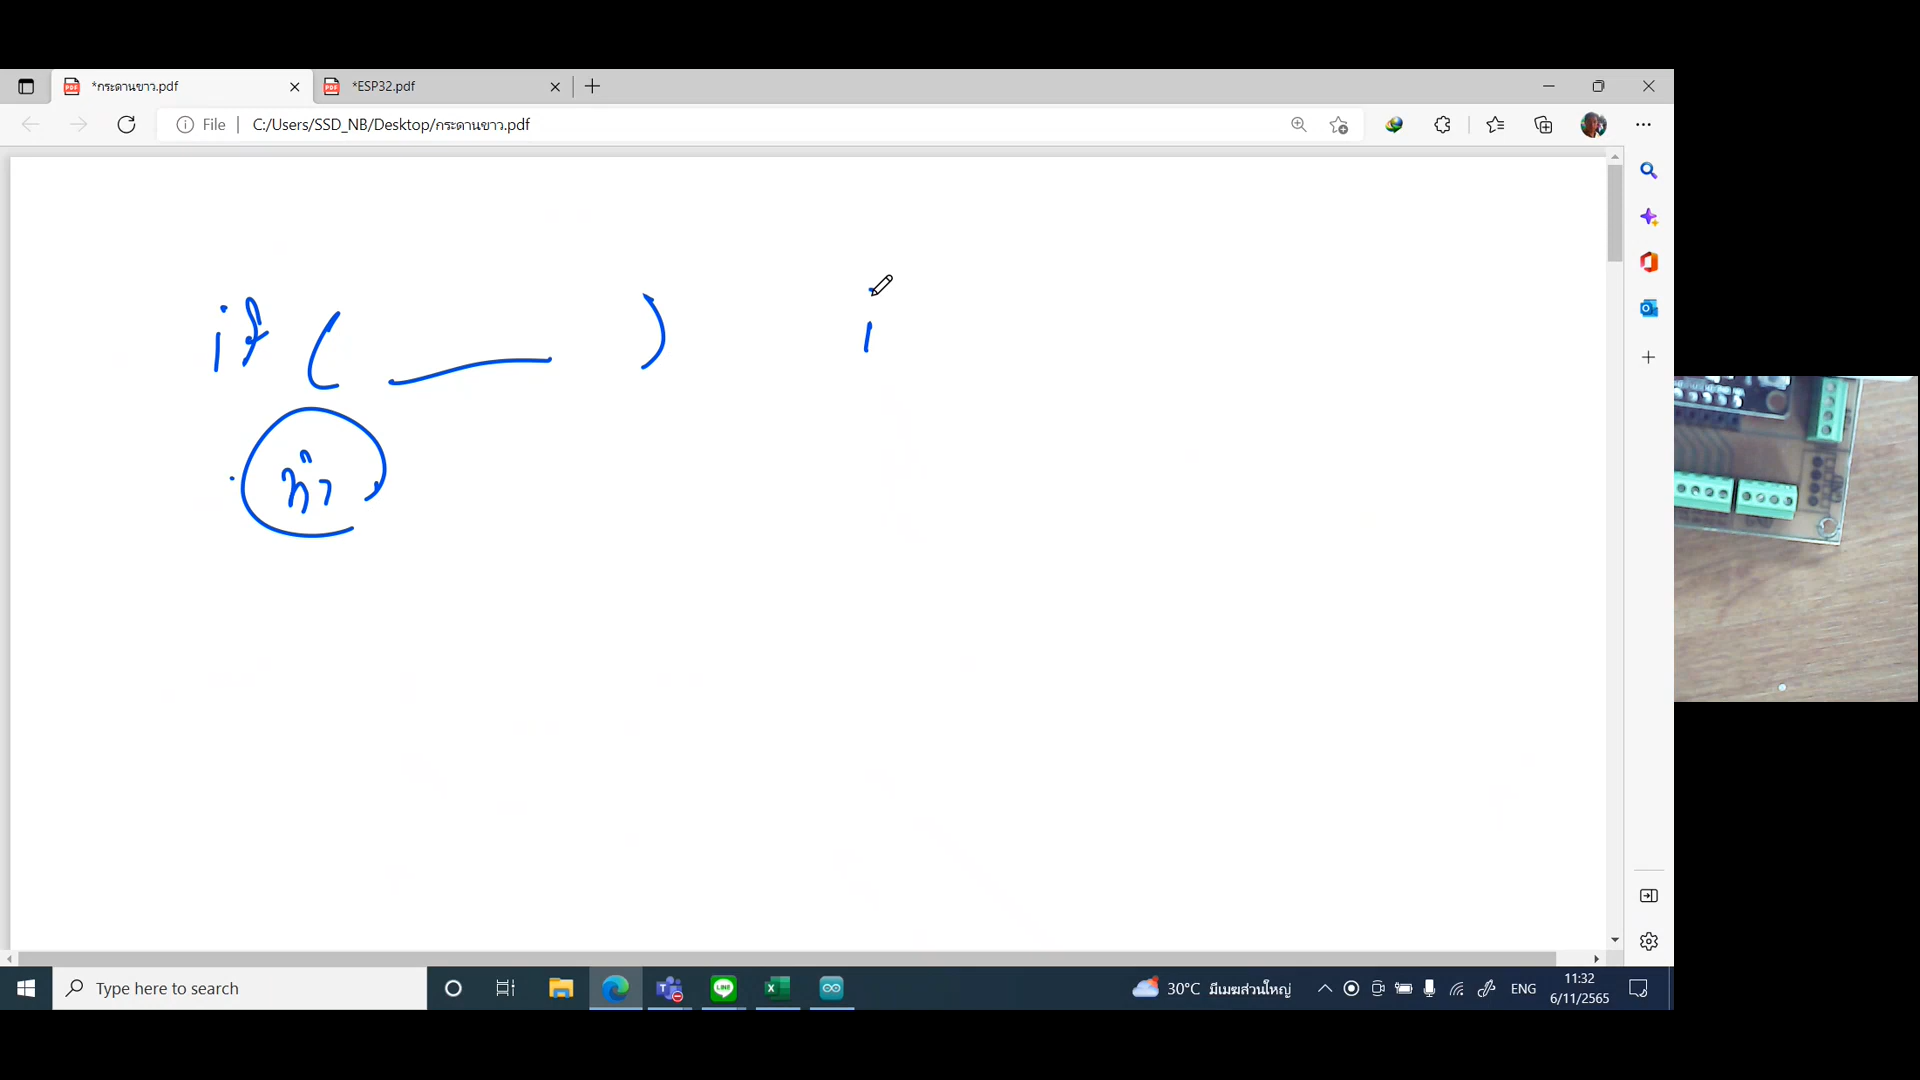 *กระดานขาว.pdf
*ESP32.pdf
File
C:/Users/SSD_NB/Desktop/กระดานขาว.pdf
if ( )
i
ทำ
Type here to search
30°C มีเมฆส่วนใหญ่
ENG
11:32
6/11/2565